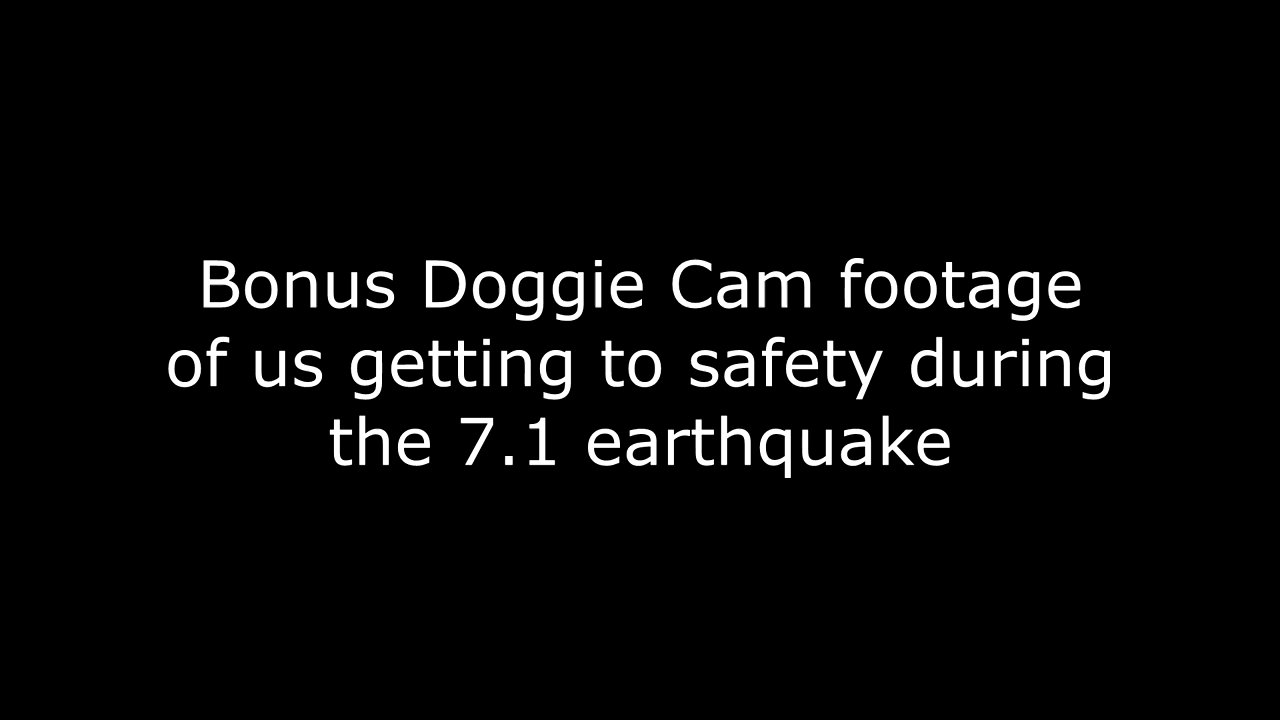 Bonus Doggie Cam footage
of us getting to safety during
the 7.1 earthquake